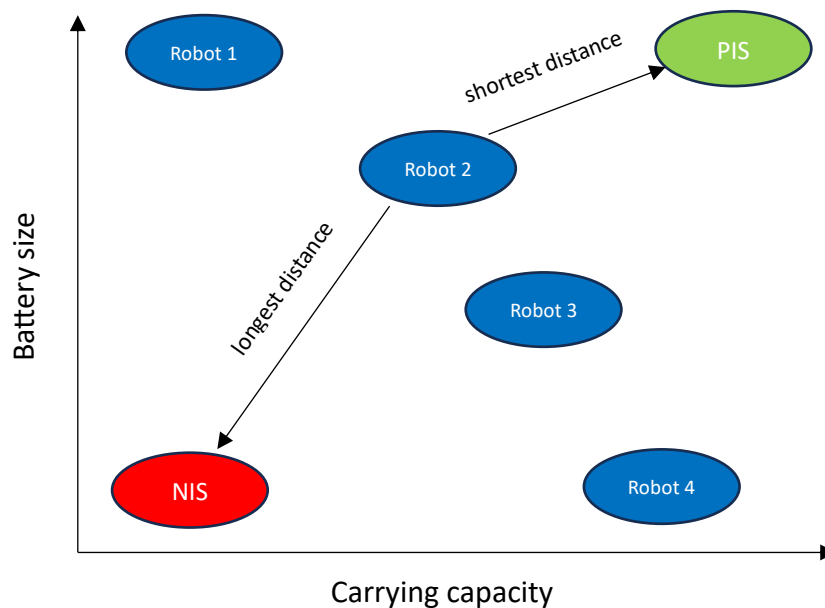 Robot 1
PIS
shortest distance
Robot 2
Battery size
longest distance
Robot 3
NIS
Robot 4
Carrying capacity